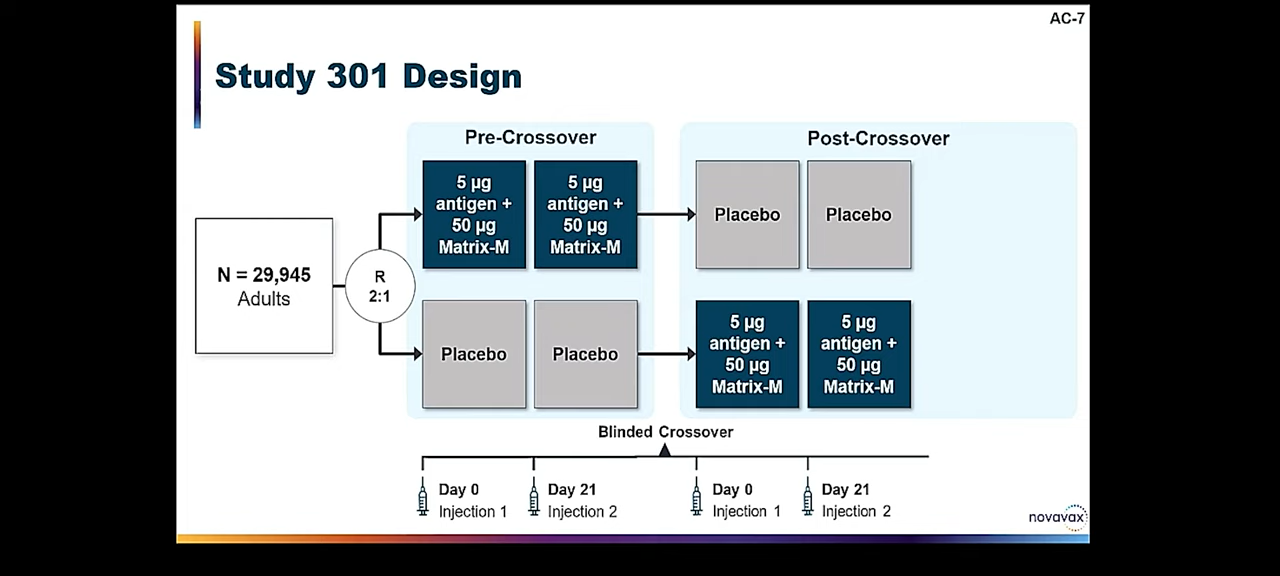 AC-7
Study 301 Design
Pre-Crossover
Post-Crossover
N = 29,945
Adults
R
2:1
5 µg
antigen +
50 µg
Matrix-M
5 µg
antigen +
50 µg
Matrix-M
Placebo
Placebo
Placebo
Placebo
5 µg
antigen +
50 µg
Matrix-M
5 µg
antigen +
50 µg
Matrix-M
Blinded Crossover
Day 0
Injection 1
Day 21
Injection 2
Day 0
Injection 1
Day 21
Injection 2
novavax